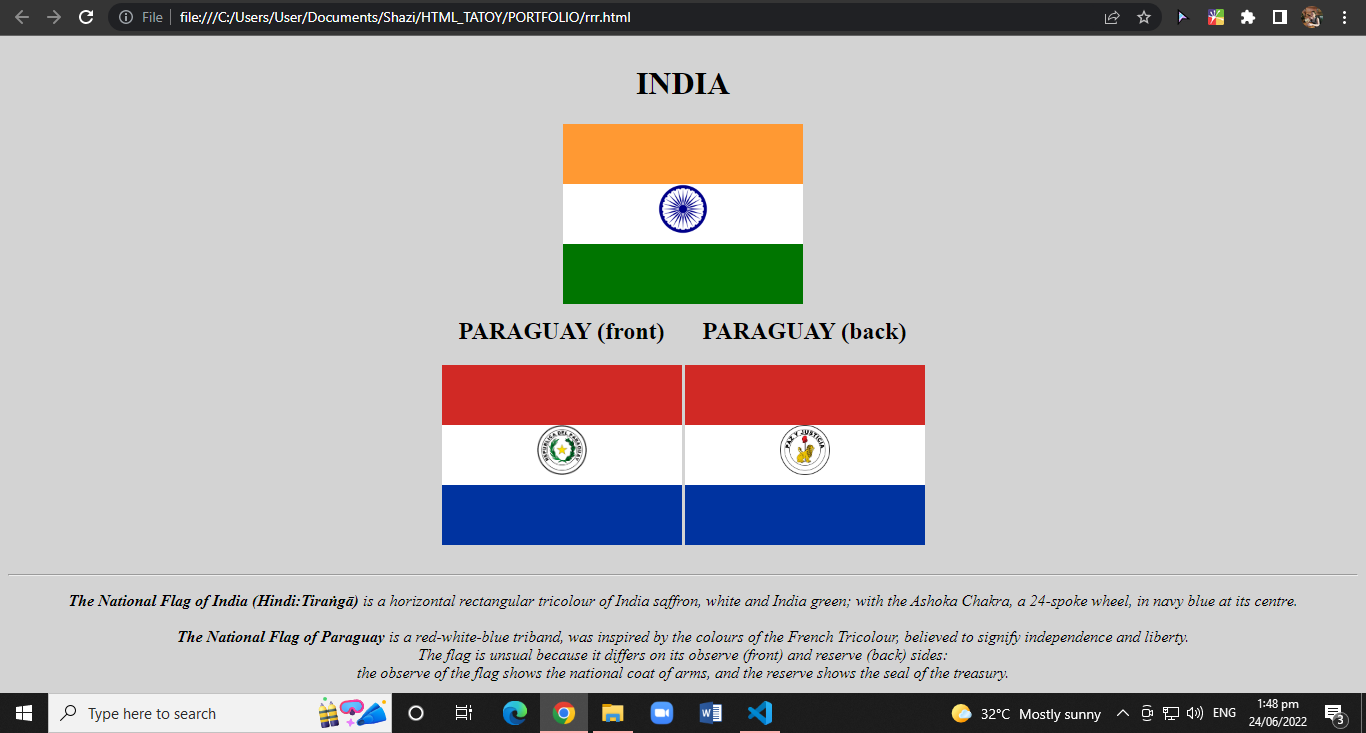 File
file:///C:/Users/User/Documents/Shazi/HTML_TATOY/PORTFOLIO/rrr.html
INDIA
PARAGUAY (front) PARAGUAY (back)
REPUBLICA DEL PARAGUAY
PAZ Y JUSTICIA
The National Flag of India (Hindi:Tiraṅgā) is a horizontal rectangular tricolour of India saffron, white and India green; with the Ashoka Chakra, a 24-spoke wheel, in navy blue at its centre.
The National Flag of Paraguay is a red-white-blue triband, was inspired by the colours of the French Tricolour, believed to signify independence and liberty.
The flag is unusual because it differs on its observe (front) and reserve (back) sides:
the observe of the flag shows the national coat of arms, and the reserve shows the seal of the treasury.
Type here to search
32°C Mostly sunny
ENG
1:48 pm
24/06/2022
3